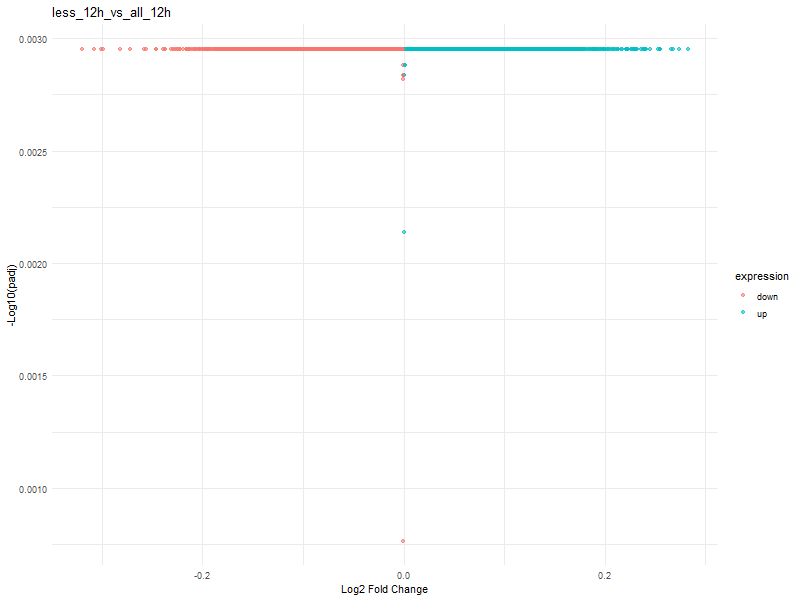 less_12h_vs_all_12h
0.0030
0.0025
0.0020
0.0015
0.0010
-Log10(padj)
-0.2
0.0
0.2
Log2 Fold Change
expression
down
up